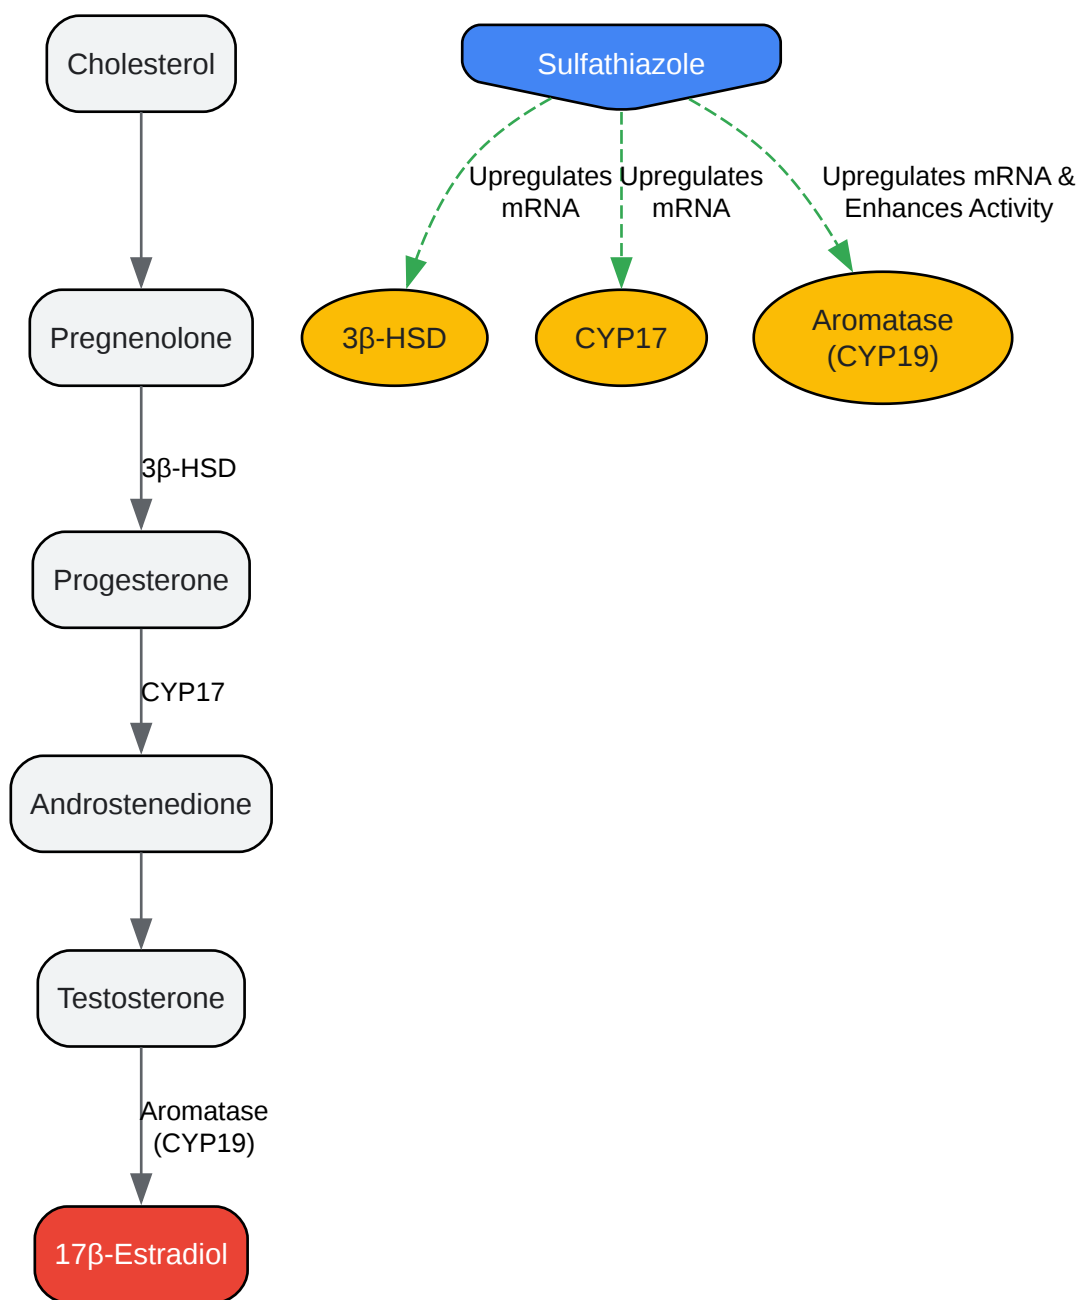 Cholesterol
Sulfathiazole
Upregulates
mRNA
Upregulates
mRNA
Upregulates mRNA &
Enhances Activity
Pregnenolone
3β-HSD
CYP17
Aromatase
(CYP19)
3β-HSD
Progesterone
CYP17
Androstenedione
Testosterone
Aromatase
(CYP19)
17β-Estradiol